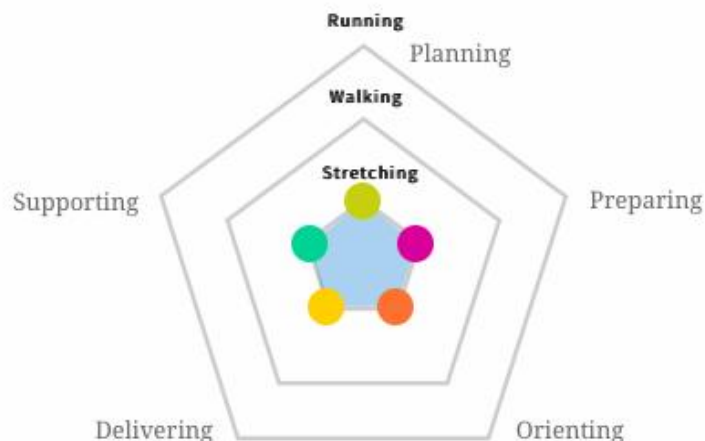 Running
Planning
Walking
Stretching
Supporting
Preparing
Delivering
Orienting